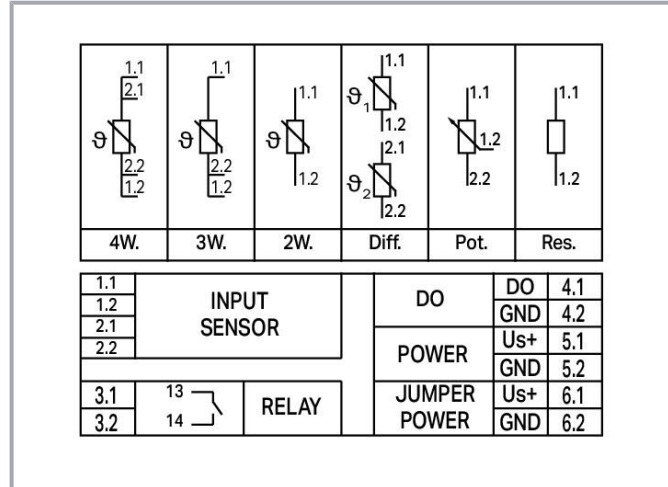 1.1 1.1 1.1 1.1 1.1 1.1
2.1
ϑ ϑ ϑ ϑ1 1.2 1.2
2.1
2.2 2.2 1.2 ϑ2 2.2 1.2
1.2 1.2 2.2
4W. 3W. 2W. Diff. Pot. Res.
1.1 INPUT SENSOR DO DO 4.1
1.2 GND 4.2
2.1 POWER Us+ 5.1
2.2 GND 5.2
3.1 13 RELAY JUMPER POWER Us+ 6.1
3.2 14 GND 6.2